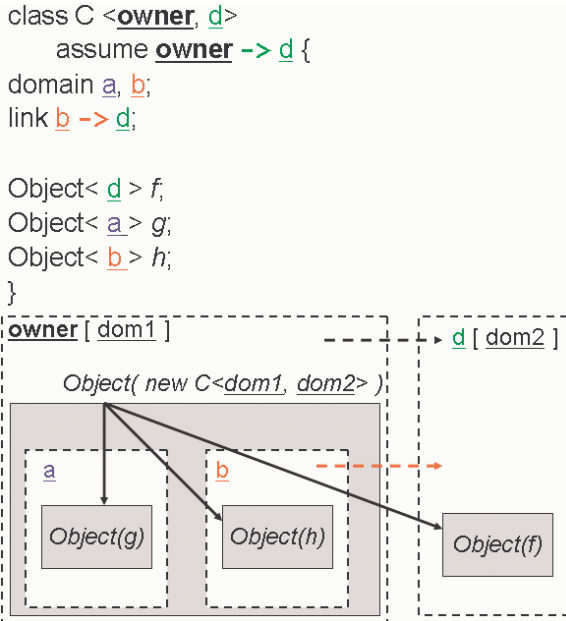 class C <owner, d>
assume owner -> d {
domain a, b;
link b -> d;
Object< d > f;
Object< a > g;
Object< b > h;
}
owner [ dom1 ]
d [ dom2 ]
Object( new C<dom1, dom2> )
a
b
Object(g)
Object(h)
Object(f)